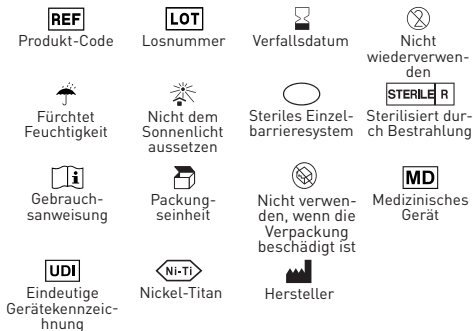 REF
Produkt-Code
LOT
Losnummer
Verfallsdatum
2
Nicht
wiederverwen-
den
Fürchtet
Feuchtigkeit
Nicht dem
Sonnenlicht
aussetzen
Steriles Einzel-
barrieresystem
STERILE R
Sterilisiert dur-
ch Bestrahlung
i
Gebrauch-
sanweisung
Packung-
seinheit
Nicht verwen-
den, wenn die
Verpackung
beschädigt ist
MD
Medizinisches
Gerät
UDI
Eindeutige
Gerätekennzeic-
hnung
Ni-Ti
Nickel-Titan
Hersteller